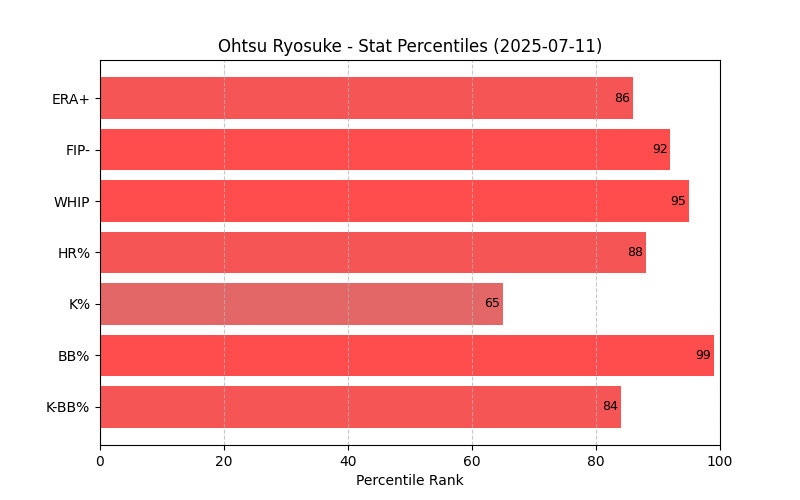 Ohtsu Ryosuke - Stat Percentiles (2025-07-11)
ERA+ 86
FIP- 92
WHIP 95
HR% 88
K% 65
BB% 99
K-BB% 84
0 20 40 60 80 100
Percentile Rank